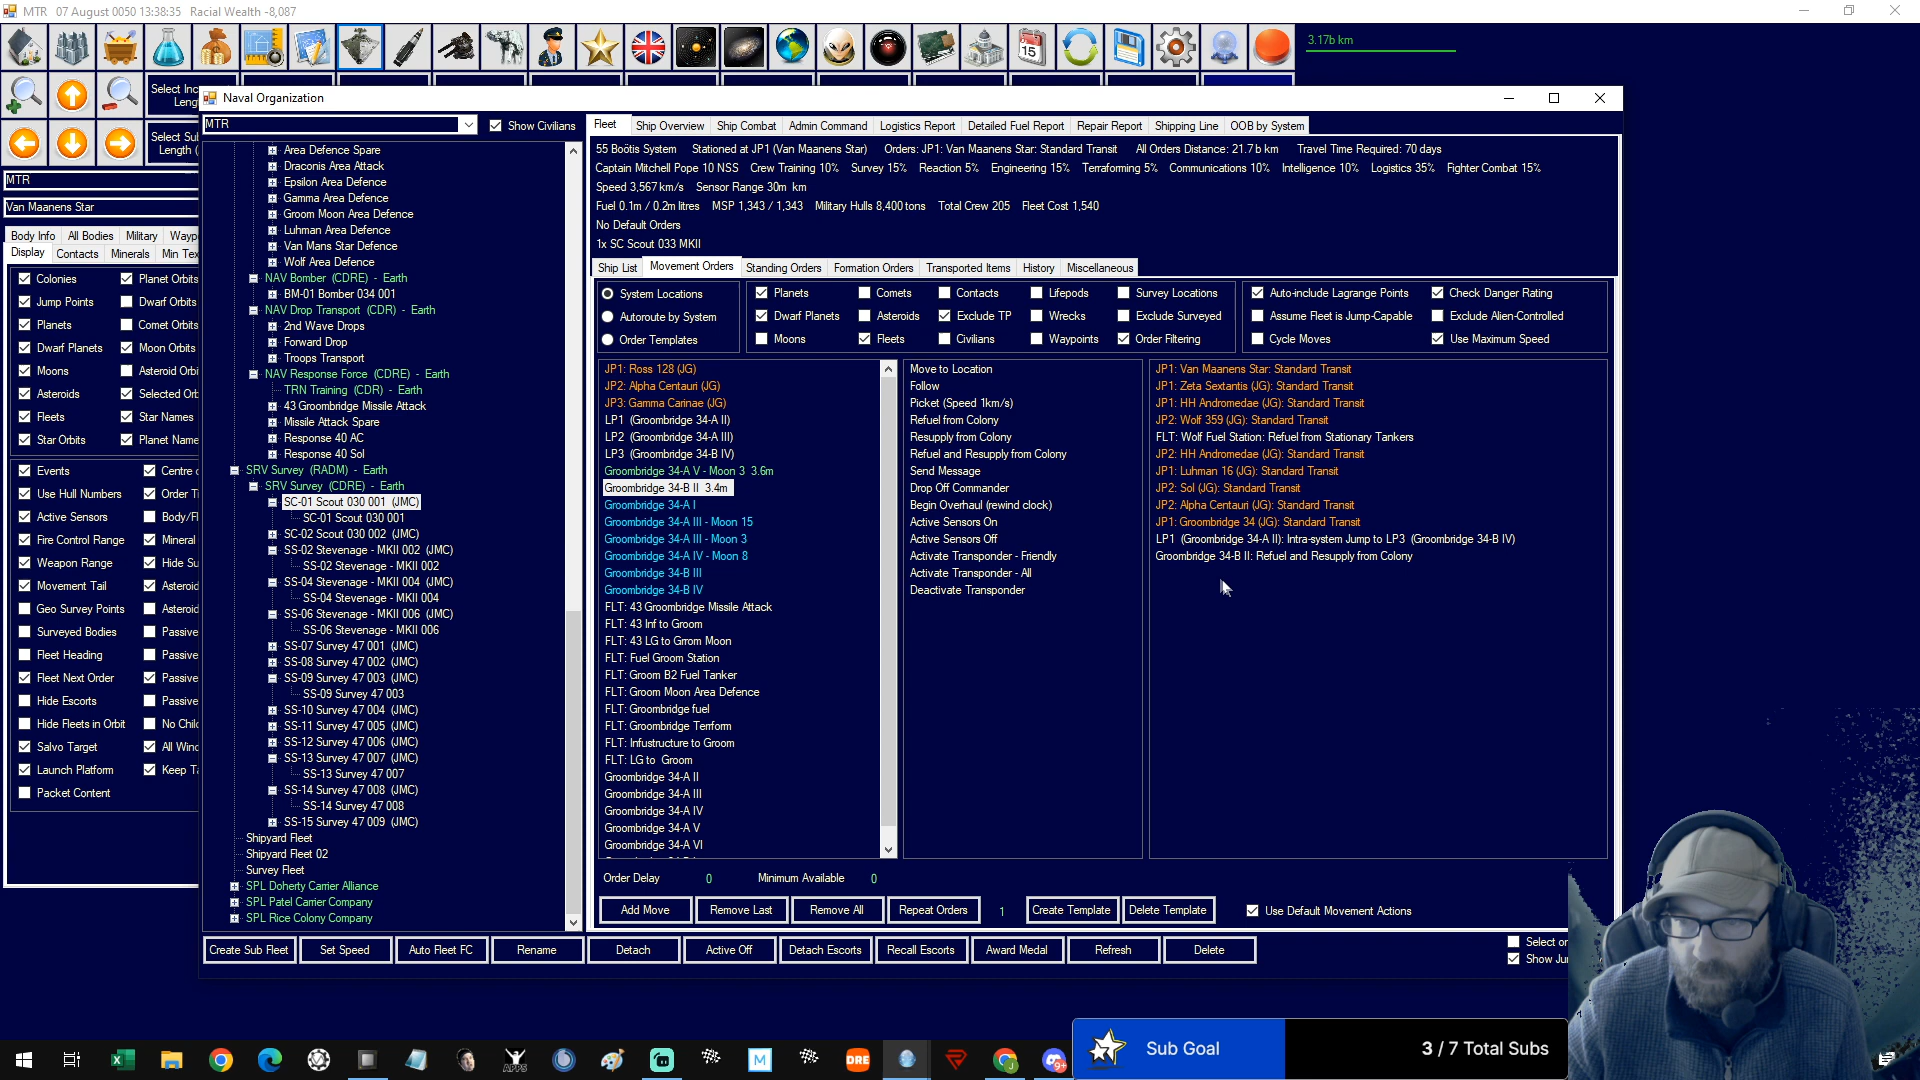 MTR   07 August 0050 13:38:35   Racial Wealth -8,087
3.17b km
Select Inc
Leng
Select Su
Length (
MTR
Van Maanens Star
Body Info   All Bodies   Military   Wayp
Display   Contacts   Minerals   Min Tex
Colonies   Planet Orbits
Jump Points   Dwarf Orbits
Planets   Comet Orbits
Dwarf Planets   Moon Orbits
Moons   Asteroid Orbi
Asteroids   Selected Orb
Fleets   Star Names
Star Orbits   Planet Name
Events   Centre o
Use Hull Numbers   Order Ti
Active Sensors   Body/Fl
Fire Control Range   Mineral
Weapon Range   Hide Su
Movement Tail   Asteroid
Geo Survey Points   Asteroid
Surveyed Bodies   Passive
Fleet Heading   Passive
Fleet Next Order   Passive
Hide Escorts   Passive
Hide Fleets in Orbit   No Chil
Salvo Target   All Wind
Launch Platform   Keep Ta
Packet Content
Naval Organization
MTR   Show Civilians
Area Defence Spare
Draconis Area Attack
Epsilon Area Defence
Gamma Area Defence
Groom Moon Area Defence
Luhman Area Defence
Van Mans Star Defence
Wolf Area Defence
NAV Bomber (CDRE) - Earth
BM-01 Bomber 034 001
NAV Drop Transport (CDR) - Earth
2nd Wave Drops
Forward Drop
Troops Transport
NAV Response Force (CDRE) - Earth
TRN Training (CDR) - Earth
43 Groombridge Missile Attack
Missile Attack Spare
Response 40 AC
Response 40 Sol
SRV Survey (RADM) - Earth
SRV Survey (CDRE) - Earth
SC-01 Scout 030 001 (JMC)
SC-01 Scout 030 001
SC-02 Scout 030 002 (JMC)
SS-02 Stevenage - MKII 002 (JMC)
SS-02 Stevenage - MKII 002
SS-04 Stevenage - MKII 004 (JMC)
SS-04 Stevenage - MKII 004
SS-06 Stevenage - MKII 006 (JMC)
SS-06 Stevenage - MKII 006
SS-07 Survey 47 001 (JMC)
SS-08 Survey 47 002 (JMC)
SS-09 Survey 47 003 (JMC)
SS-09 Survey 47 003
SS-10 Survey 47 004 (JMC)
SS-11 Survey 47 005 (JMC)
SS-12 Survey 47 006 (JMC)
SS-13 Survey 47 007 (JMC)
SS-13 Survey 47 007
SS-14 Survey 47 008 (JMC)
SS-14 Survey 47 008
SS-15 Survey 47 009 (JMC)
Shipyard Fleet
Shipyard Fleet 02
Survey Fleet
SPL Doherty Carrier Alliance
SPL Patel Carrier Company
SPL Rice Colony Company
Fleet   Ship Overview   Ship Combat   Admin Command   Logistics Report   Detailed Fuel Report   Repair Report   Shipping Line   OOB by System
55 Boötis System   Stationed at JP1 (Van Maanens Star)   Orders: JP1: Van Maanens Star: Standard Transit   All Orders Distance: 21.7b km   Travel Time Required: 70 days
Captain Mitchell Pope 10 NSS   Crew Training 10%   Survey 15%   Reaction 5%   Engineering 15%   Terraforming 5%   Communications 10%   Intelligence 10%   Logistics 35%   Fighter Combat 15%
Speed 3,567 km/s   Sensor Range 30m km
Fuel 0.1m / 0.2m litres   MSP 1,343 / 1,343   Military Hulls 8,400 tons   Total Crew 205   Fleet Cost 1,540
No Default Orders
1x SC Scout 033 MKII
Ship List   Movement Orders   Standing Orders   Formation Orders   Transported Items   History   Miscellaneous
System Locations   Planets   Comets   Contacts   Lifepods   Survey Locations   Auto-include Lagrange Points   Check Danger Rating
Autoroute by System   Dwarf Planets   Asteroids   Exclude TP   Wrecks   Exclude Surveyed   Assume Fleet is Jump-Capable   Exclude Alien-Controlled
Order Templates   Moons   Fleets   Civilians   Waypoints   Order Filtering   Cycle Moves   Use Maximum Speed
JP1: Ross 128 (JG)
JP2: Alpha Centauri (JG)
JP3: Gamma Carinae (JG)
LP1 (Groombridge 34-A II)
LP2 (Groombridge 34-A III)
LP3 (Groombridge 34-B IV)
Groombridge 34-A V - Moon 3 3.6m
Groombridge 34-B II 3.4m
Groombridge 34-A I
Groombridge 34-A III - Moon 15
Groombridge 34-A III - Moon 3
Groombridge 34-A IV - Moon 8
Groombridge 34-B III
Groombridge 34-B IV
FLT: 43 Groombridge Missile Attack
FLT: 43 Inf to Groom
FLT: 43 LG to Grrom Moon
FLT: Fuel Groom Station
FLT: Groom B2 Fuel Tanker
FLT: Groom Moon Area Defence
FLT: Groombridge fuel
FLT: Groombridge Terrform
FLT: Infustructure to Groom
FLT: LG to Groom
Groombridge 34-A II
Groombridge 34-A III
Groombridge 34-A IV
Groombridge 34-A V
Groombridge 34-A VI
Move to Location
Follow
Picket (Speed 1km/s)
Refuel from Colony
Resupply from Colony
Refuel and Resupply from Colony
Send Message
Drop Off Commander
Begin Overhaul (rewind clock)
Active Sensors On
Active Sensors Off
Activate Transponder - Friendly
Activate Transponder - All
Deactivate Transponder
JP1: Van Maanens Star: Standard Transit
JP1: Zeta Sextantis (JG): Standard Transit
JP1: HH Andromedae (JG): Standard Transit
JP2: Wolf 359 (JG): Standard Transit
FLT: Wolf Fuel Station: Refuel from Stationary Tankers
JP2: HH Andromedae (JG): Standard Transit
JP1: Luhman 16 (JG): Standard Transit
JP2: Sol (JG): Standard Transit
JP2: Alpha Centauri (JG): Standard Transit
JP1: Groombridge 34 (JG): Standard Transit
LP1 (Groombridge 34-A II): Intra-system Jump to LP3 (Groombridge 34-B IV)
Groombridge 34-B II: Refuel and Resupply from Colony
Order Delay   0   Minimum Available   0
Add Move   Remove Last   Remove All   Repeat Orders   1   Create Template   Delete Template   Use Default Movement Actions
Create Sub Fleet   Set Speed   Auto Fleet FC   Rename   Detach   Active Off   Detach Escorts   Recall Escorts   Award Medal   Refresh   Delete
Select on
Show Ju
15
APPS
M
DRE
9+
Sub Goal   3 / 7 Total Subs